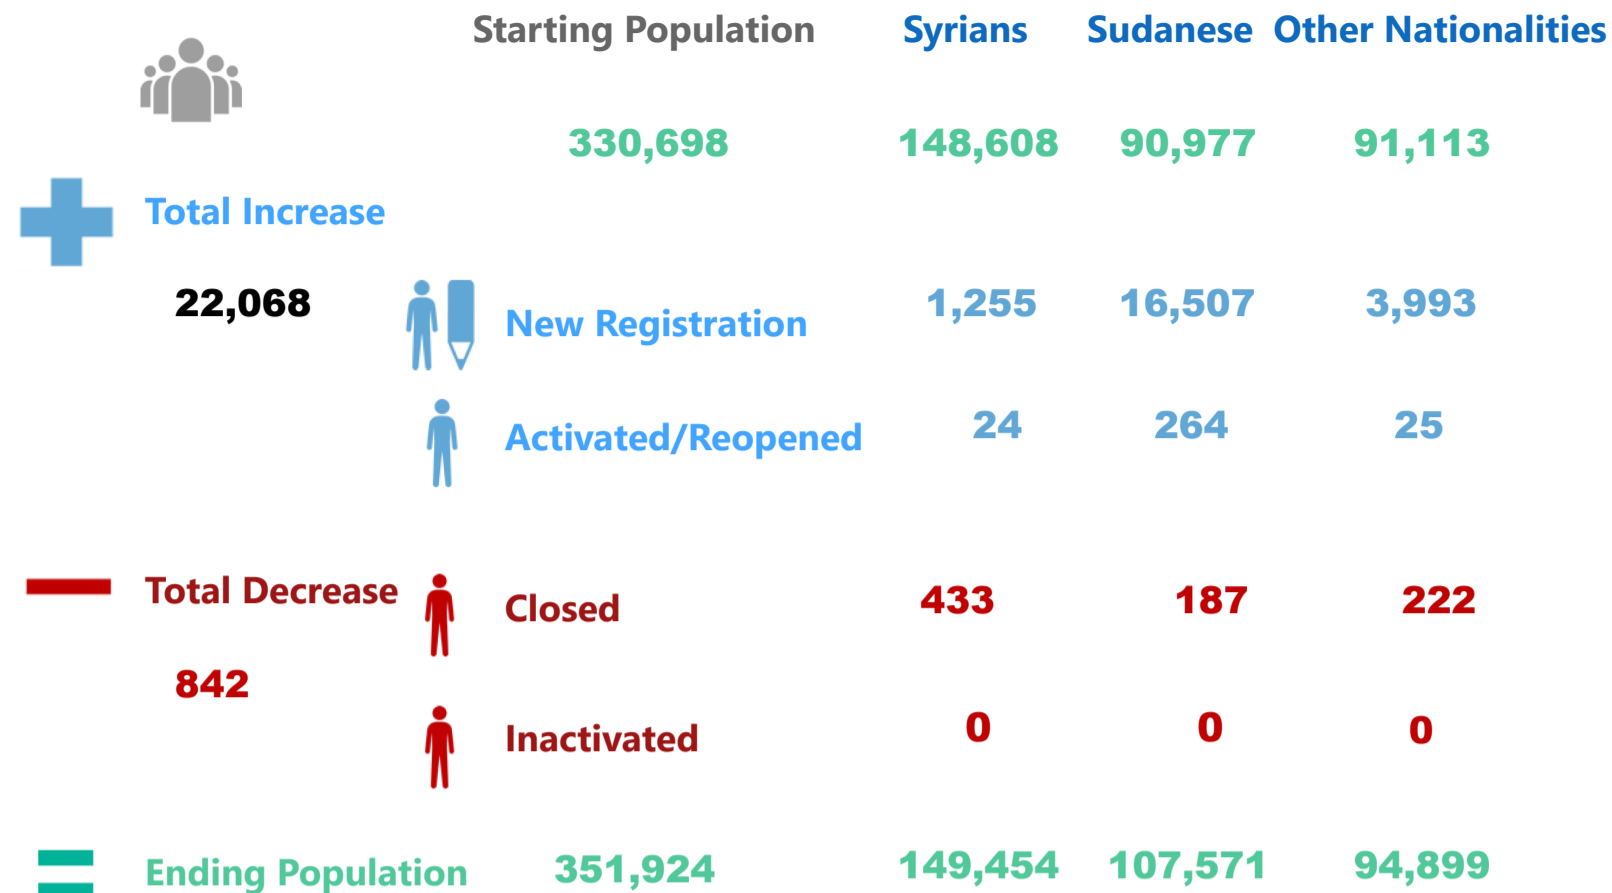 Starting Population Syrians Sudanese Other Nationalities
330,698 148,608 90,977 91,113
Total Increase
22,068 New Registration 1,255 16,507 3,993
Activated/Reopened 24 264 25
Total Decrease Closed 433 187 222
842
Inactivated 0 0 0
Ending Population 351,924 149,454 107,571 94,899